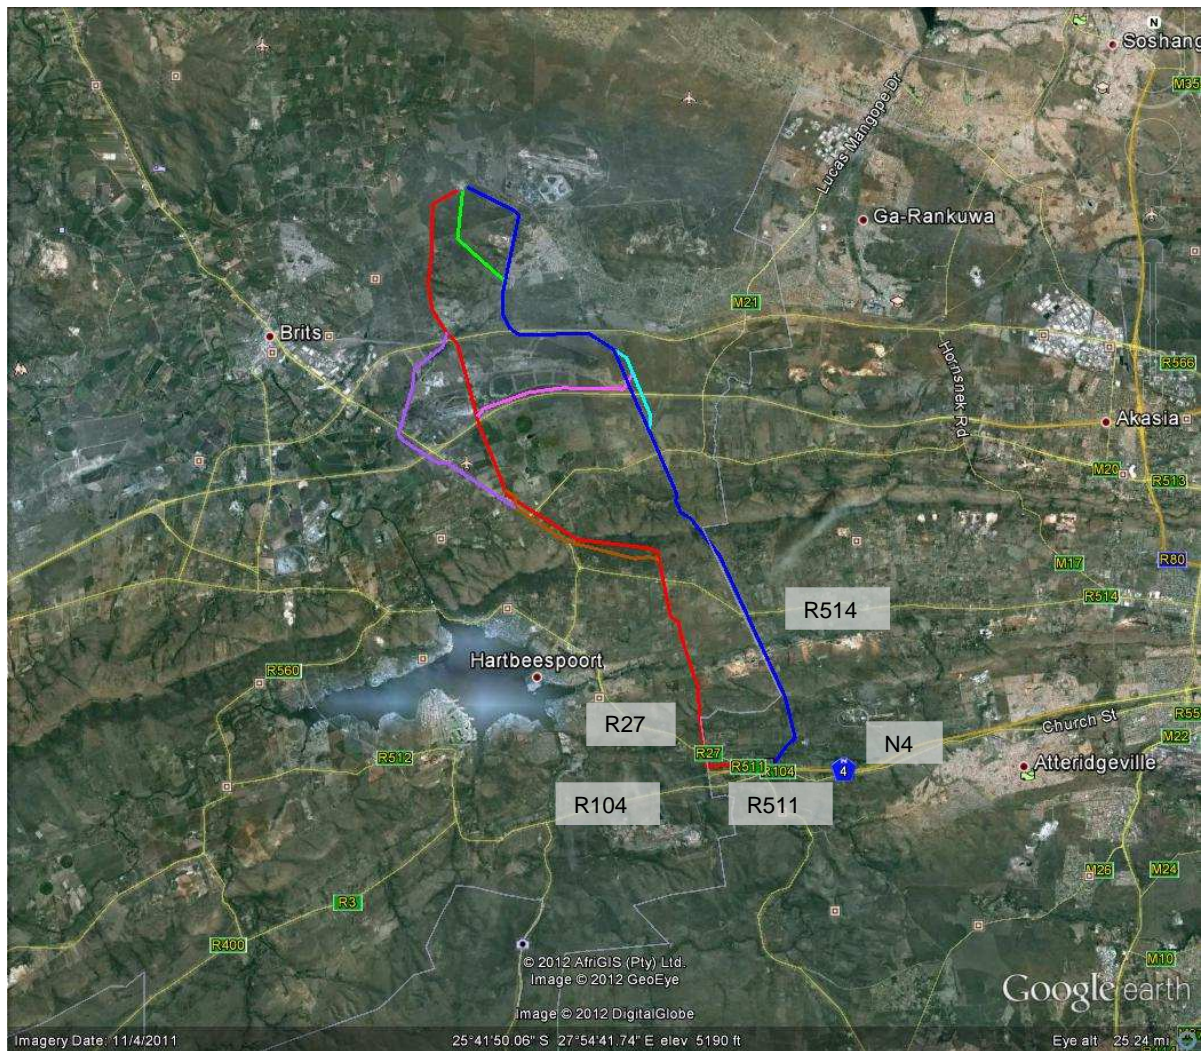 N
Soshang
M35
Lucas Mangope Dr
Ga-Rankuwa
M21
Brits
Hornsnek Rd
R566
Akasia
M20
R513
R80
M17
R514
R514
Hartbeespoort
R560
R27
R55
Church St
M22
N4
R27
R512
R511
R104
4
Atteridgeville
R104
R511
M26
M24
R3
R400
M10
© 2012 AfriGIS (Pty) Ltd.
Image © 2012 GeoEye
Google earth
Image © 2012 DigitalGlobe
Imagery Date: 11/4/2011
25°41'50.06" S 27°54'41.74" E elev 5190 ft
Eye alt 25.24 mi